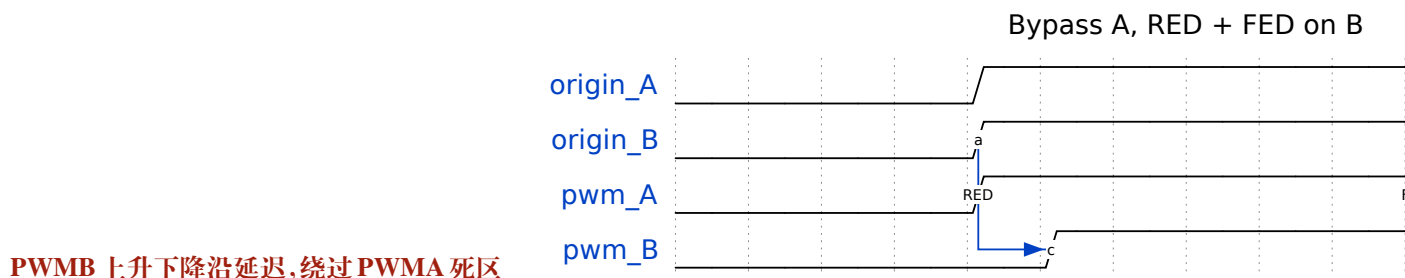 Bypass A, RED + FED on B
origin_A
origin_B
a
pwm_A
RED
pwm_B
c
PWMB 上升下降沿延迟,绕过 PWMA 死区